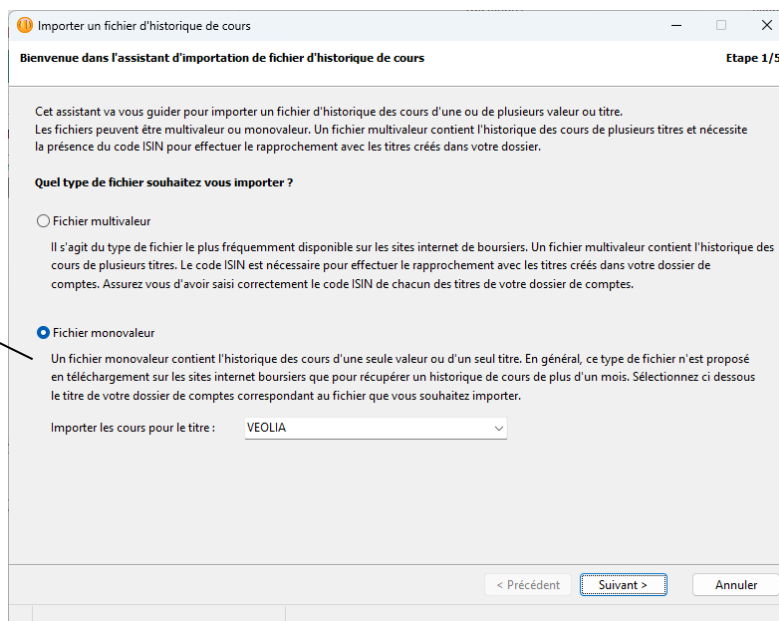 Importer un fichier d'historique de cours
Bienvenue dans l'assistant d'importation de fichier d'historique de cours
Etape 1/5
Cet assistant va vous guider pour importer un fichier d'historique des cours d'une ou de plusieurs valeur ou titre.
Les fichiers peuvent être multivaleur ou monovaleur. Un fichier multivaleur contient l'historique des cours de plusieurs titres et nécessite
la présence du code ISIN pour effectuer le rapprochement avec les titres créés dans votre dossier.
Quel type de fichier souhaitez vous importer ?
Fichier multivaleur
Il s'agit du type de fichier le plus fréquemment disponible sur les sites internet de boursiers. Un fichier multivaleur contient l'historique des
cours de plusieurs titres. Le code ISIN est nécessaire pour effectuer le rapprochement avec les titres créés dans votre dossier de
comptes. Assurez vous d'avoir saisi correctement le code ISIN de chacun des titres de votre dossier de comptes.
Fichier monovaleur
Un fichier monovaleur contient l'historique des cours d'une seule valeur ou d'un seul titre. En général, ce type de fichier n'est proposé
en téléchargement sur les sites internet boursiers que pour récupérer un historique de cours de plus d'un mois. Sélectionnez ci dessous
le titre de votre dossier de comptes correspondant au fichier que vous souhaitez importer.
Importer les cours pour le titre :
VEOLIA
< Précédent
Suivant >
Annuler